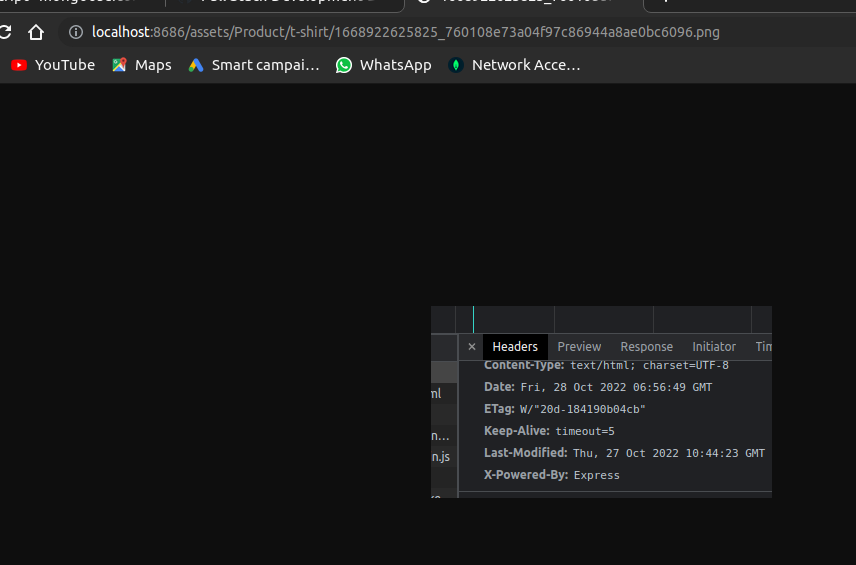 localhost:8686/assets/Product/t-shirt/1668922625825_760108e73a04f97c86944a8ae0bc6096.png
YouTube Maps Smart campai… WhatsApp Network Acce…
× Headers Preview Response Initiator
Content-Type: text/html; charset=UTF-8
Date: Fri, 28 Oct 2022 06:56:49 GMT
ml
ETag: W/"20d-184190b04cb"
Keep-Alive: timeout=5
n…
Last-Modified: Thu, 27 Oct 2022 10:44:23 GMT
n.js
X-Powered-By: Express